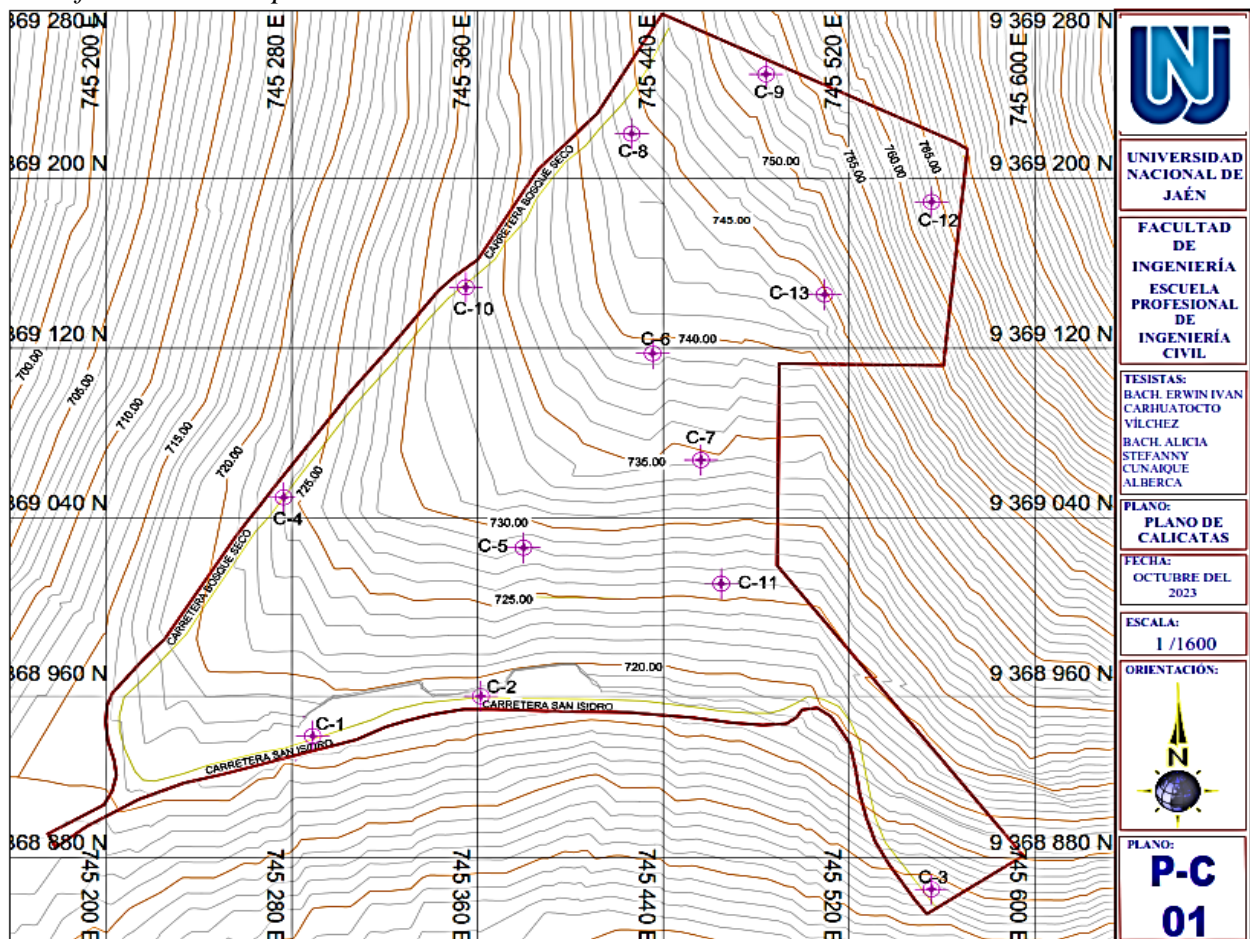 369 280 N
9 369 280 N
745 200 E
745 280 E
745 360 E
745 440 E
745 520 E
745 600 E
C-9
C-8
750.00
755.00
760.00
765.00
369 200 N
9 369 200 N
CARRETERA BOSQUE SECO
745.00
C-12
C-13
C-10
369 120 N
740.00
9 369 120 N
C-6
700.00
705.00
710.00
715.00
720.00
725.00
C-7
735.00
C-4
369 040 N
9 369 040 N
730.00
C-5
CARRETERA BOSQUE SECO
C-11
725.00
368 960 N
720.00
9 368 960 N
C-2
CARRETERA SAN ISIDRO
C-1
CARRETERA SAN ISIDRO
368 880 N
9 368 880 N
C-3
745 200 E
745 280 E
745 360 E
745 440 E
745 520 E
745 600 E
UNJ
UNIVERSIDAD
NACIONAL DE
JAÉN
FACULTAD
DE
INGENIERÍA
ESCUELA
PROFESIONAL
DE
INGENIERÍA
CIVIL
TESISTAS:
BACH. ERWIN IVAN
CARHUATOCTO
VÍLCHEZ
BACH. ALICIA
STEFANNY
CUNAIQUE
ALBERCA
PLANO:
PLANO DE
CALICATAS
FECHA:
OCTUBRE DEL
2023
ESCALA:
1 /1600
ORIENTACIÓN:
N
PLANO:
P-C
01